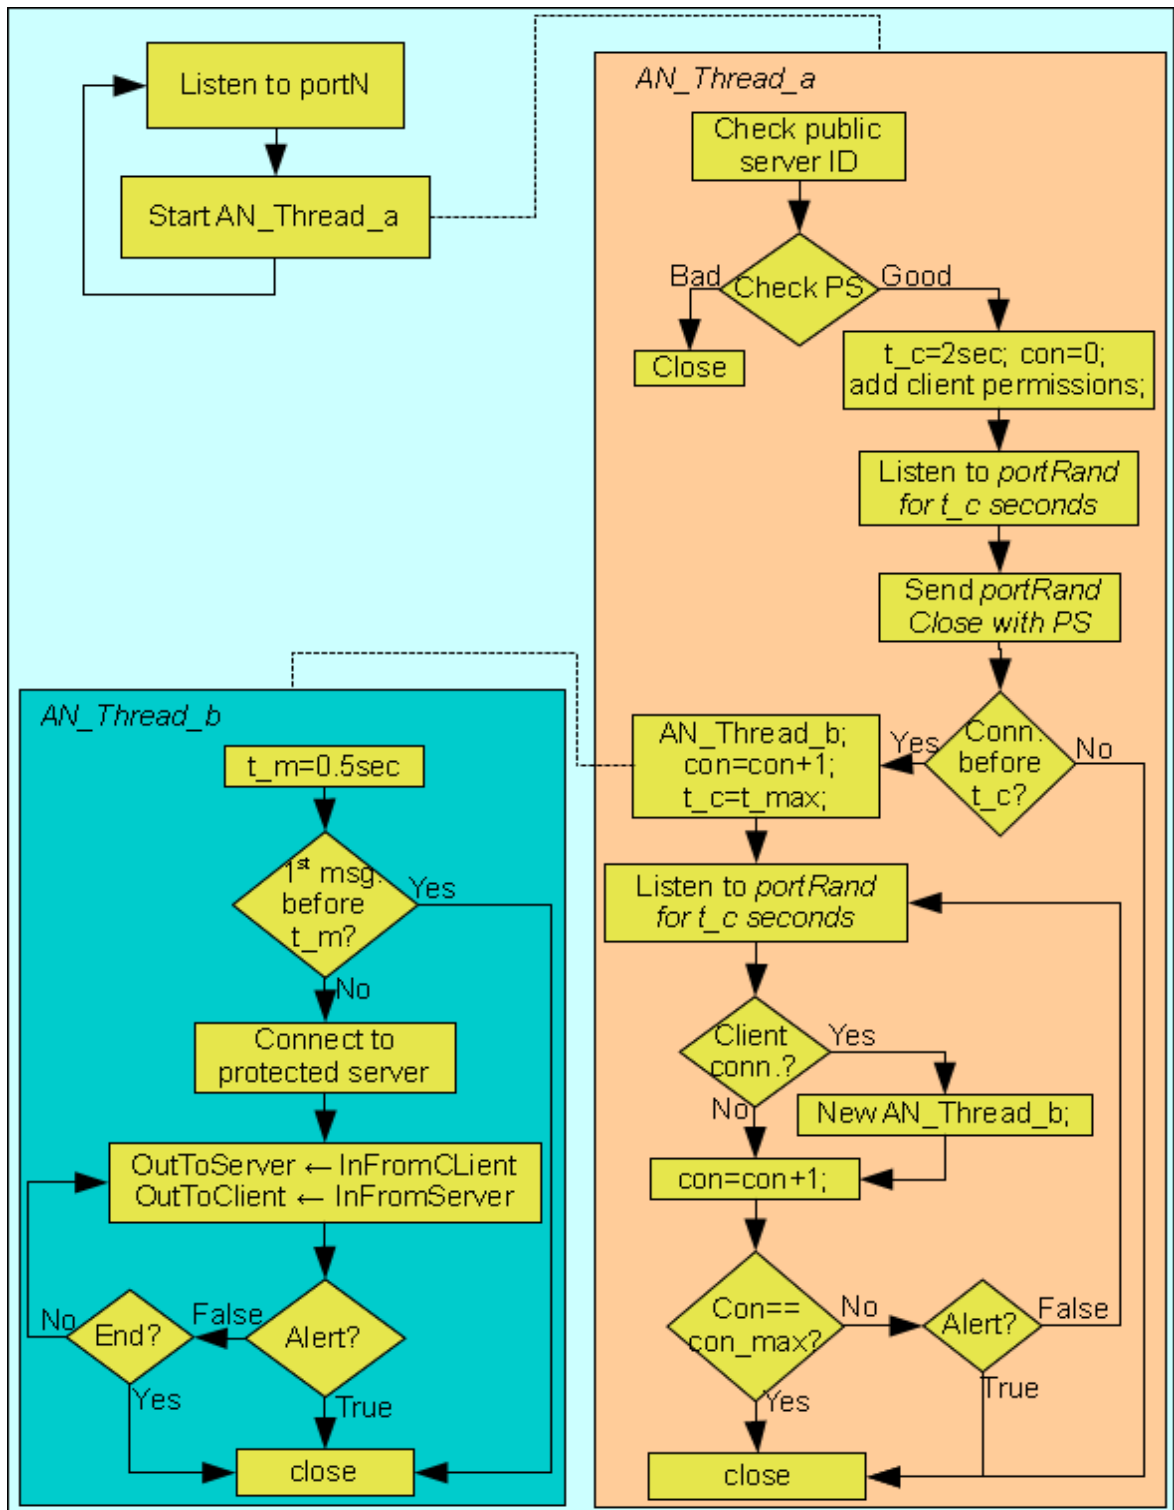 Listen to portN
Start AN_Thread_a
AN_Thread_a
Check public
server ID
Check PS
Bad
Good
Close
t_c=2sec; con=0;
add client permissions;
Listen to portRand
for t_c seconds
Send portRand
Close with PS
Conn.
before
t_c?
Yes
No
AN_Thread_b;
con=con+1;
t_c=t_max;
Listen to portRand
for t_c seconds
Client
conn.?
Yes
No
New AN_Thread_b;
con=con+1;
Con==
con_max?
No
Yes
Alert?
False
True
close
AN_Thread_b
t_m=0.5sec
1st msg.
before
t_m?
Yes
No
Connect to
protected server
OutToServer ← InFromCLient
OutToClient ← InFromServer
Alert?
False
True
End?
No
Yes
close